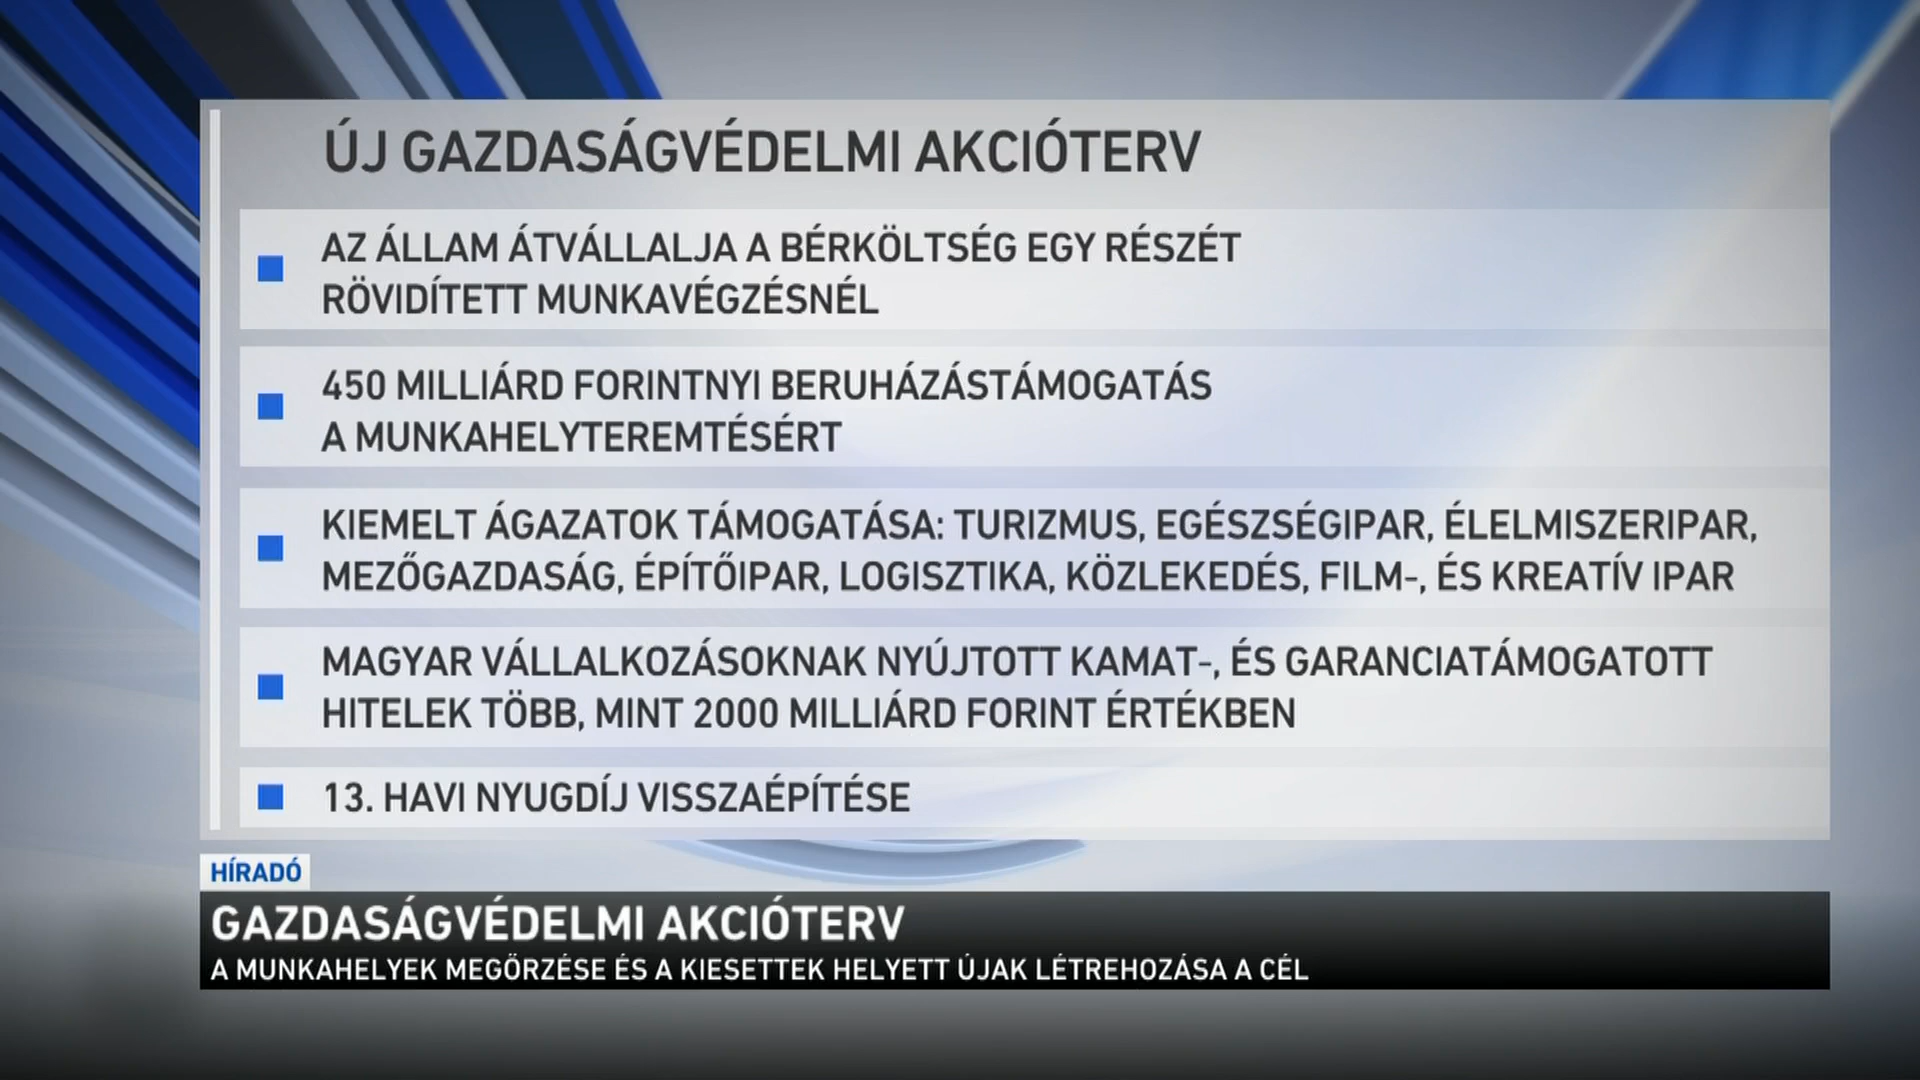 ÚJ GAZDASÁGVÉDELMI AKCIÓTERV
AZ ÁLLAM ÁTVÁLLALJA A BÉRKÖLTSÉG EGY RÉSZÉT
RÖVIDÍTETT MUNKAVÉGZÉSNÉL
450 MILLIÁRD FORINTNYI BERUHÁZÁSTÁMOGATÁS
A MUNKAHELYTEREMTÉSÉRT
KIEMELT ÁGAZATOK TÁMOGATÁSA: TURIZMUS, EGÉSZSÉGIPAR, ÉLELMISZERIPAR,
MEZŐGAZDASÁG, ÉPÍTŐIPAR, LOGISZTIKA, KÖZLEKEDÉS, FILM-, ÉS KREATÍV IPAR
MAGYAR VÁLLALKOZÁSOKNAK NYÚJTOTT KAMAT-, ÉS GARANCIATÁMOGATOTT
HITELEK TÖBB, MINT 2000 MILLIÁRD FORINT ÉRTÉKBEN
13. HAVI NYUGDÍJ VISSZAÉPÍTÉSE
HÍRADÓ
GAZDASÁGVÉDELMI AKCIÓTERV
A MUNKAHELYEK MEGŐRZÉSE ÉS A KIESETTEK HELYETT ÚJAK LÉTREHOZÁSA A CÉL